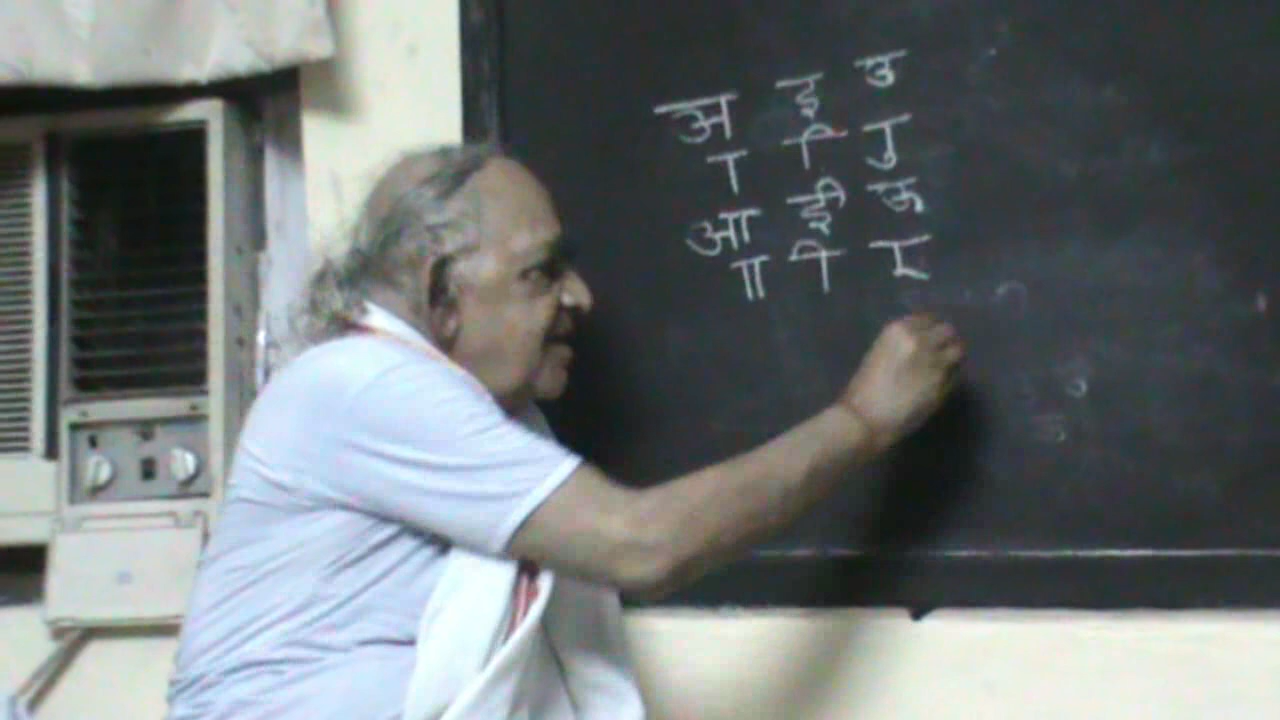 अ इ उ
ा ि ु
आ ई ऊ
ा ी ू